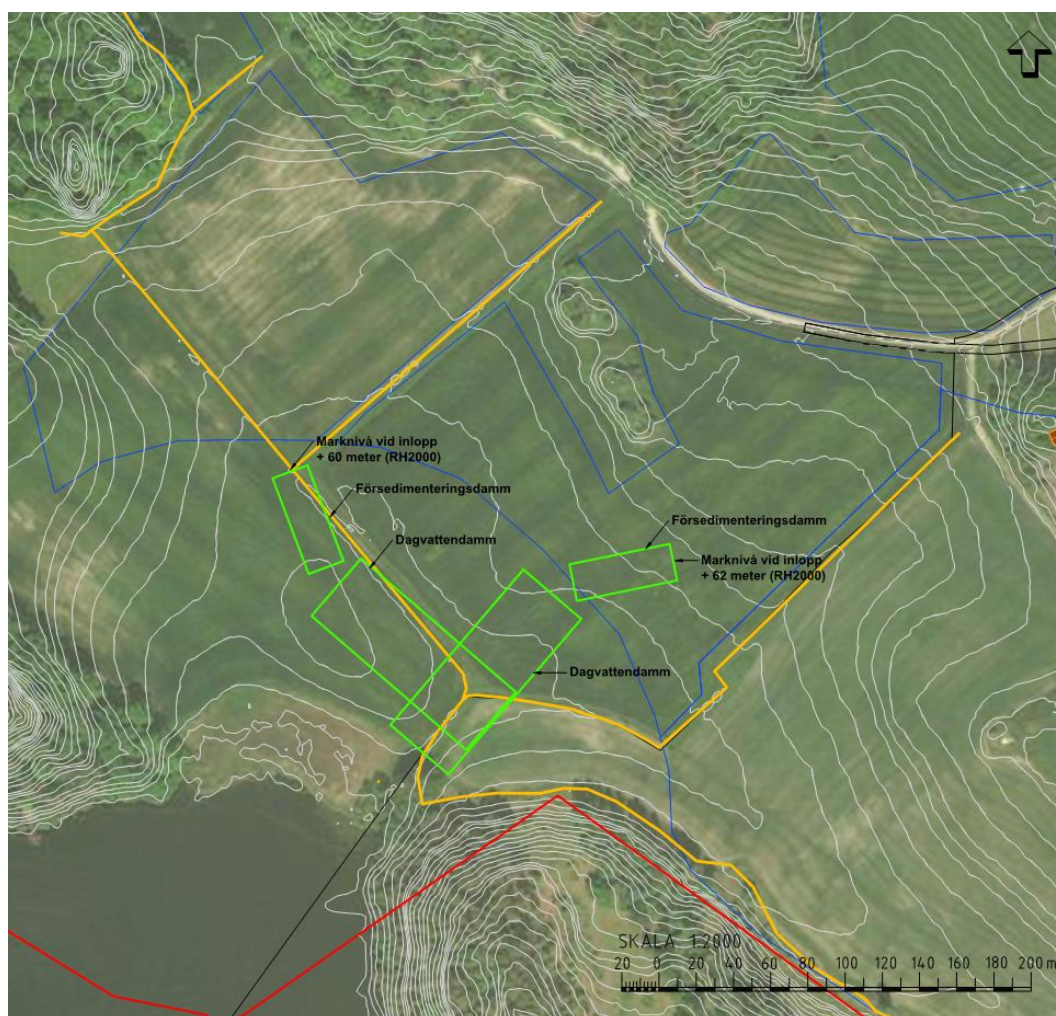 Marknivå vid inlopp
+ 60 meter (RH2000)
Försedimenteringsdamm
Dagvattendamm
Försedimenteringsdamm
Marknivå vid inlopp
+ 62 meter (RH2000)
Dagvattendamm
SKALA 1:2000
20 0 20 40 60 80 100 120 140 160 180 200 m